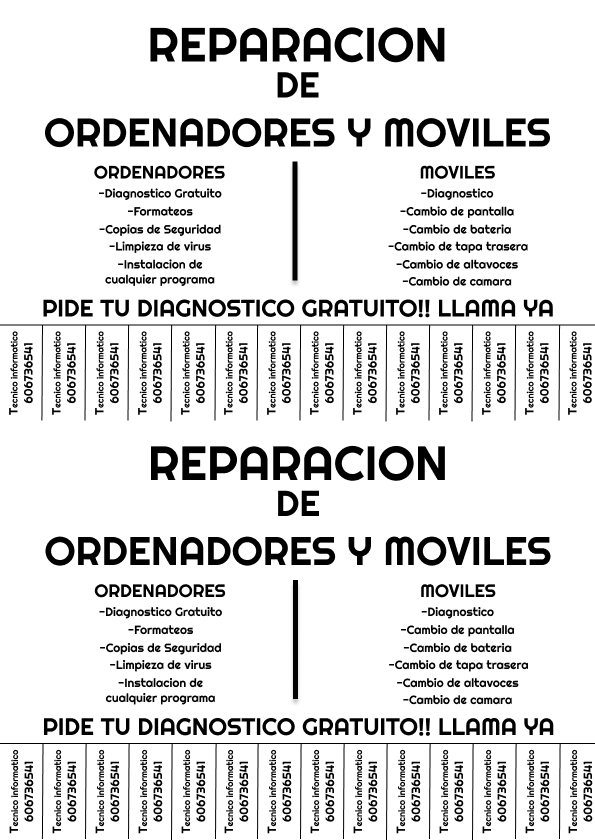 REPARACION
DE
ORDENADORES Y MOVILES
ORDENADORES
-Diagnostico Gratuito
-Formateos
-Copias de Seguridad
-Limpieza de virus
-Instalacion de
cualquier programa
MOVILES
-Diagnostico
-Cambio de pantalla
-Cambio de bateria
-Cambio de tapa trasera
-Cambio de altavoces
-Cambio de camara
PIDE TU DIAGNOSTICO GRATUITO!! LLAMA YA
Tecnico informatico
606736541
Tecnico informatico
606736541
Tecnico informatico
606736541
Tecnico informatico
606736541
Tecnico informatico
606736541
Tecnico informatico
606736541
Tecnico informatico
606736541
Tecnico informatico
606736541
Tecnico informatico
606736541
Tecnico informatico
606736541
Tecnico informatico
606736541
Tecnico informatico
606736541
Tecnico informatico
606736541
Tecnico informatico
606736541
REPARACION
DE
ORDENADORES Y MOVILES
ORDENADORES
-Diagnostico Gratuito
-Formateos
-Copias de Seguridad
-Limpieza de virus
-Instalacion de
cualquier programa
MOVILES
-Diagnostico
-Cambio de pantalla
-Cambio de bateria
-Cambio de tapa trasera
-Cambio de altavoces
-Cambio de camara
PIDE TU DIAGNOSTICO GRATUITO!! LLAMA YA
Tecnico informatico
606736541
Tecnico informatico
606736541
Tecnico informatico
606736541
Tecnico informatico
606736541
Tecnico informatico
606736541
Tecnico informatico
606736541
Tecnico informatico
606736541
Tecnico informatico
606736541
Tecnico informatico
606736541
Tecnico informatico
606736541
Tecnico informatico
606736541
Tecnico informatico
606736541
Tecnico informatico
606736541
Tecnico informatico
606736541